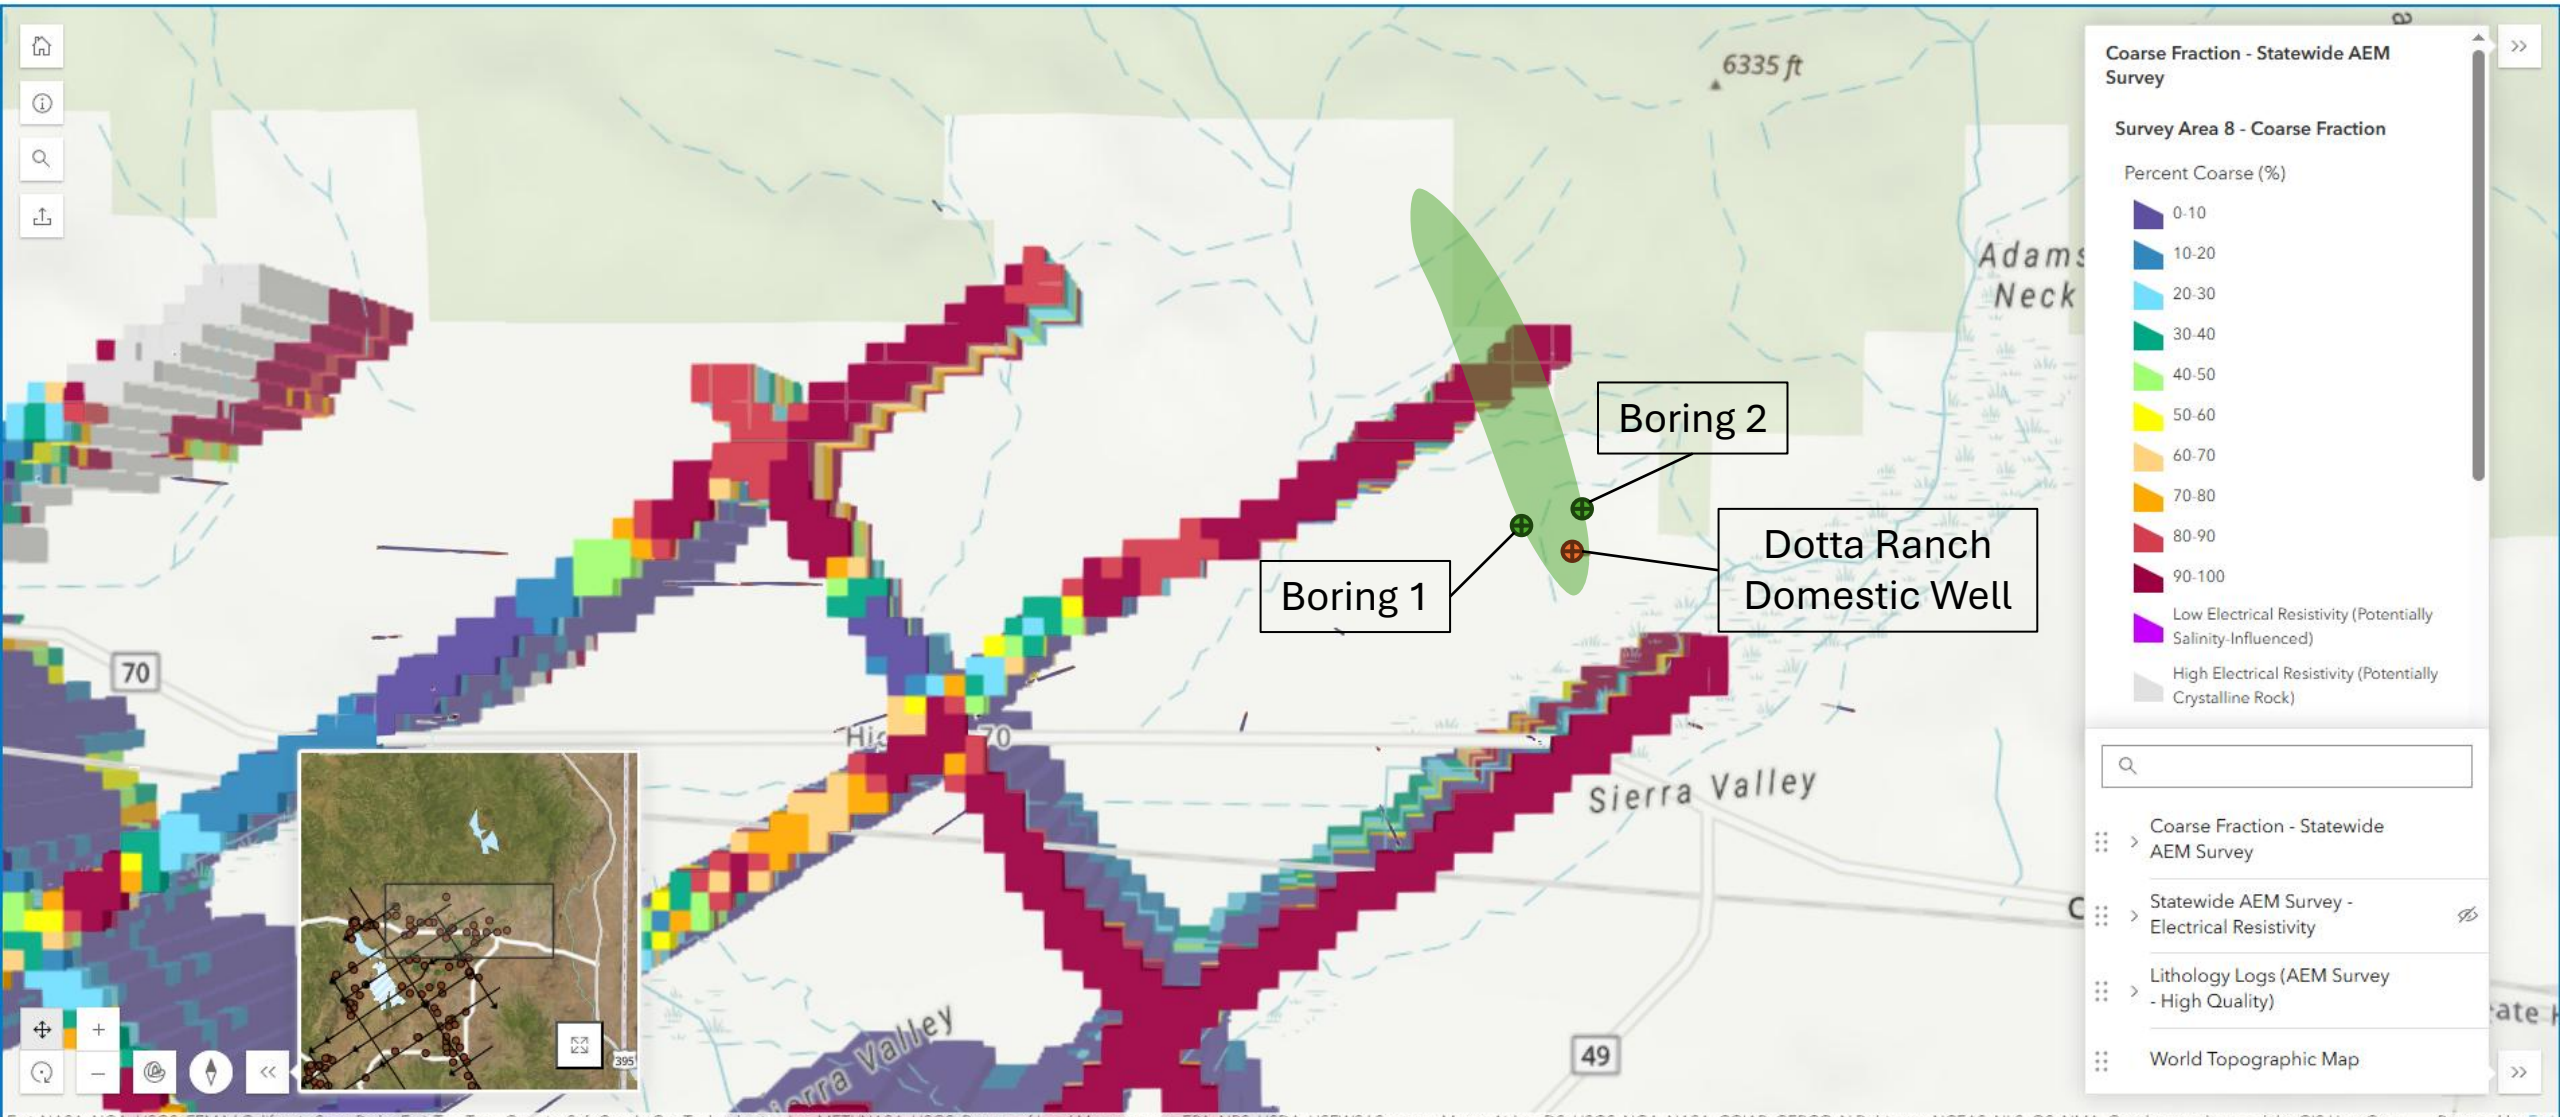 6335 ft
Adams
Neck
Boring 2
Boring 1
Dotta Ranch
Domestic Well
70
70
Sierra Valley
Sierra Valley
49
395
Coarse Fraction - Statewide AEM
Survey
Survey Area 8 - Coarse Fraction
Percent Coarse (%)
0-10
10-20
20-30
30-40
40-50
50-60
60-70
70-80
80-90
90-100
Low Electrical Resistivity (Potentially
Salinity-Influenced)
High Electrical Resistivity (Potentially
Crystalline Rock)
Coarse Fraction - Statewide
AEM Survey
Statewide AEM Survey -
Electrical Resistivity
Lithology Logs (AEM Survey
- High Quality)
World Topographic Map